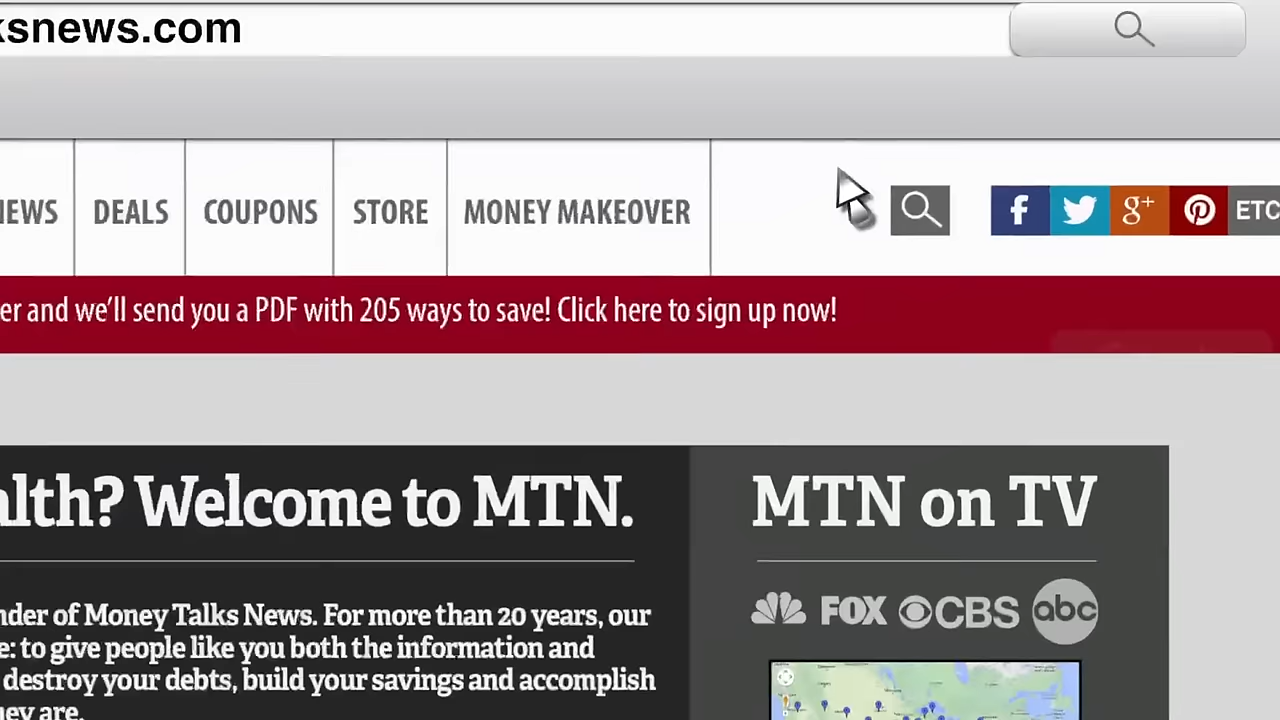 ksnews.com
NEWS DEALS COUPONS STORE MONEY MAKEOVER f g+ ETC
er and we'll send you a PDF with 205 ways to save! Click here to sign up now!
alth? Welcome to MTN.
MTN on TV
FOX CBS abc
nder of Money Talks News. For more than 20 years, our
e: to give people like you both the information and
destroy your debts, build your savings and accomplish
hey are.